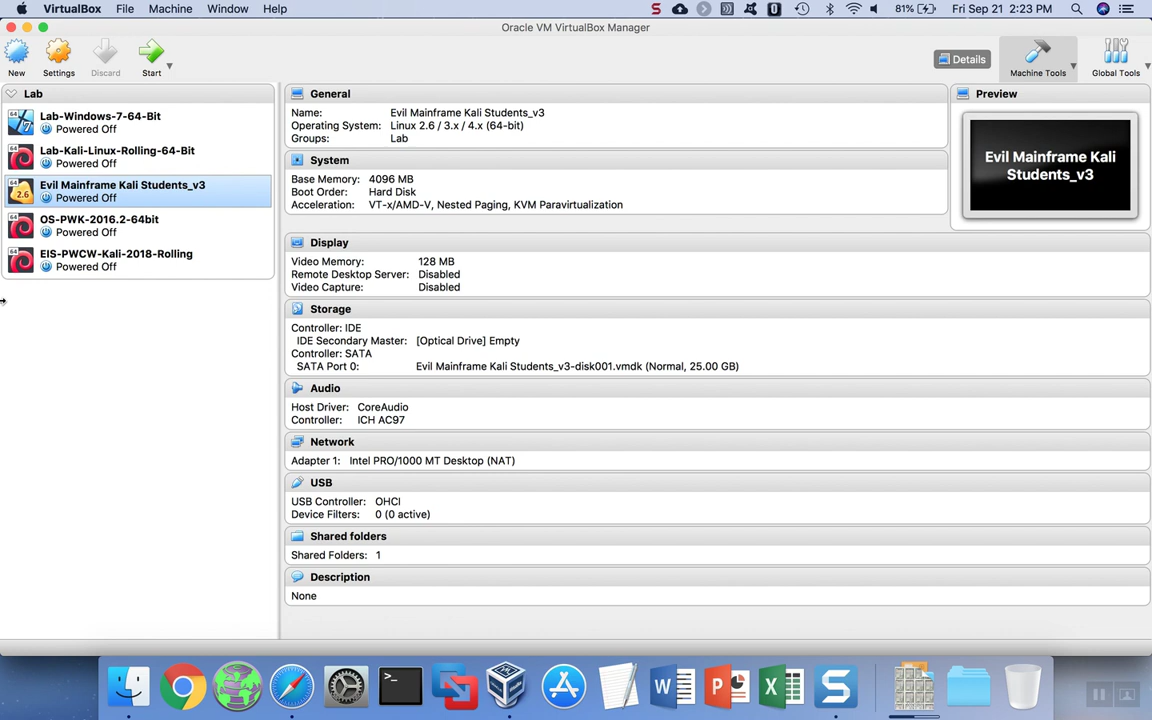 VirtualBox File Machine Window Help 81% Fri Sep 21 2:23 PM
Oracle VM VirtualBox Manager
New Settings Discard Start Details Machine Tools Global Tools
Lab
Lab-Windows-7-64-Bit
Powered Off
Lab-Kali-Linux-Rolling-64-Bit
Powered Off
Evil Mainframe Kali Students_v3
Powered Off
OS-PWK-2016.2-64bit
Powered Off
EIS-PWCW-Kali-2018-Rolling
Powered Off
General
Name: Evil Mainframe Kali Students_v3
Operating System: Linux 2.6 / 3.x / 4.x (64-bit)
Groups: Lab
System
Base Memory: 4096 MB
Boot Order: Hard Disk
Acceleration: VT-x/AMD-V, Nested Paging, KVM Paravirtualization
Preview
Evil Mainframe Kali
Students_v3
Display
Video Memory: 128 MB
Remote Desktop Server: Disabled
Video Capture: Disabled
Storage
Controller: IDE
IDE Secondary Master: [Optical Drive] Empty
Controller: SATA
SATA Port 0: Evil Mainframe Kali Students_v3-disk001.vmdk (Normal, 25.00 GB)
Audio
Host Driver: CoreAudio
Controller: ICH AC97
Network
Adapter 1: Intel PRO/1000 MT Desktop (NAT)
USB
USB Controller: OHCI
Device Filters: 0 (0 active)
Shared folders
Shared Folders: 1
Description
None